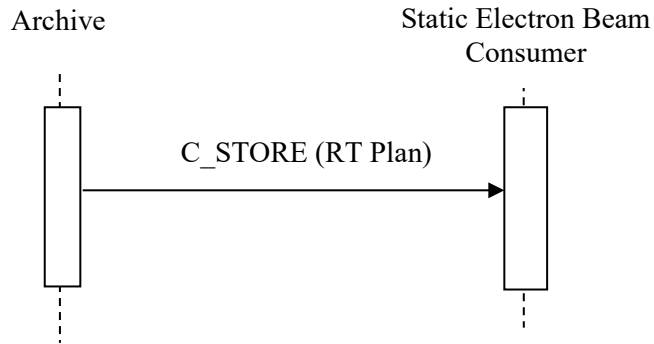 Archive
Static Electron Beam
Consumer
C_STORE (RT Plan)